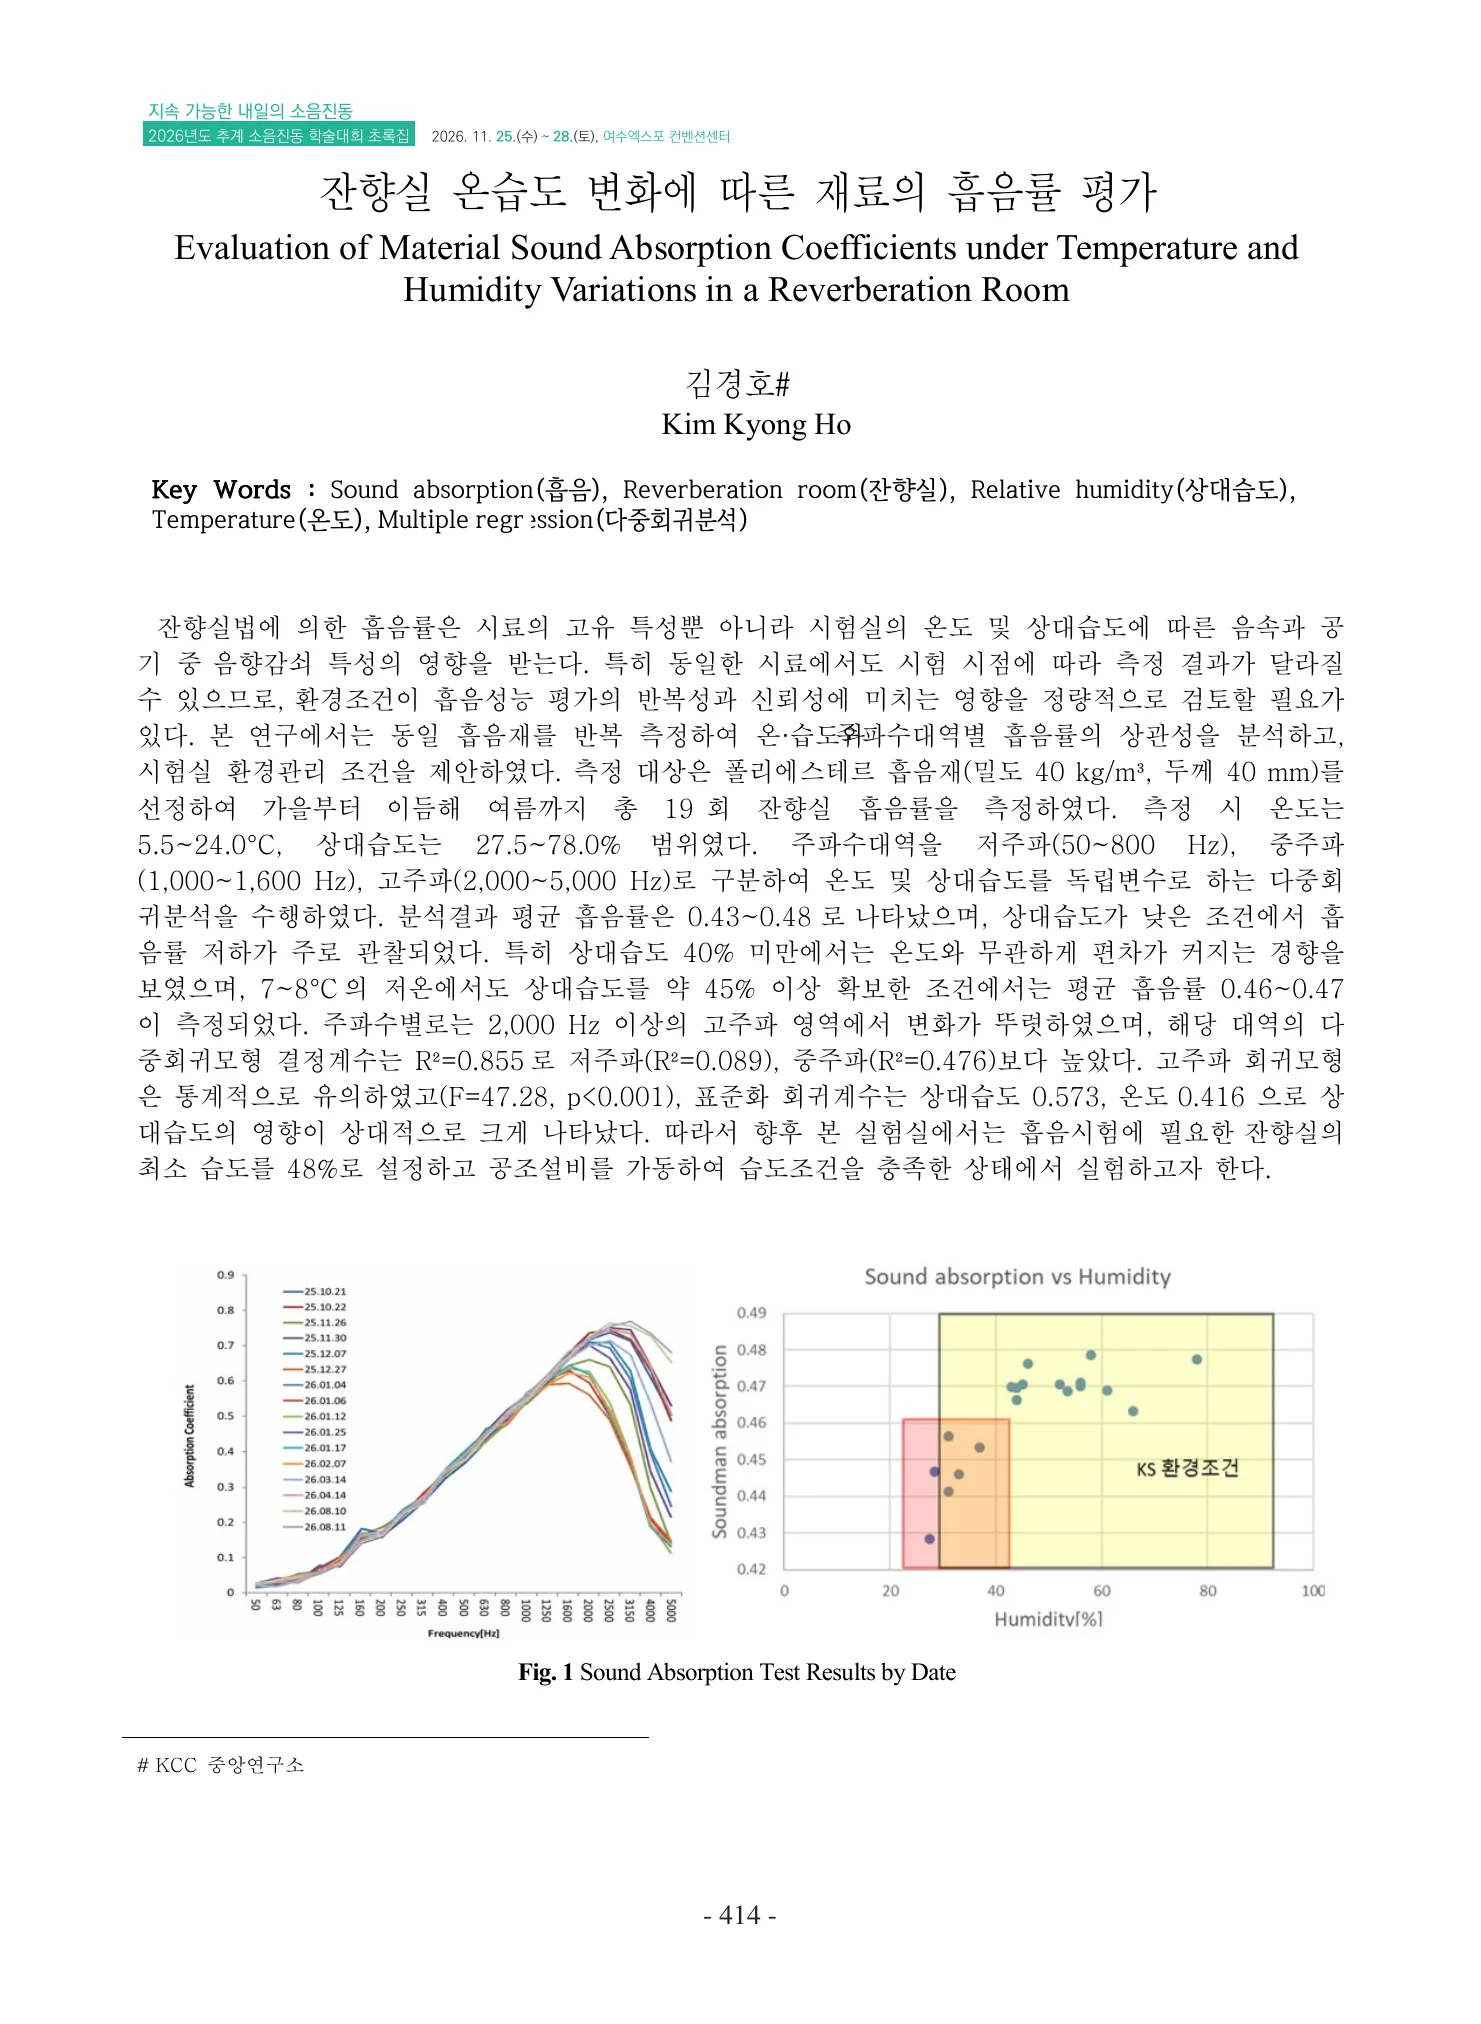 지속 가능한 내일의 소음진동
2026년도 추계 소음진동 학술대회 초록집 2026. 11. 25.(수) ~ 28.(토), 여수엑스포 컨벤션센터
잔향실 온습도 변화에 따른 재료의 흡음률 평가
Evaluation of Material Sound Absorption Coefficients under Temperature and
Humidity Variations in a Reverberation Room
김경호#
Kim Kyong Ho
Key Words : Sound absorption(흡음), Reverberation room(잔향실), Relative humidity(상대습도),
Temperature(온도), Multiple regression(다중회귀분석)
잔향실법에 의한 흡음률은 시료의 고유 특성뿐 아니라 시험실의 온도 및 상대습도에 따른 음속과 공
기 중 음향감쇠 특성의 영향을 받는다. 특히 동일한 시료에서도 시험 시점에 따라 측정 결과가 달라질
수 있으므로, 환경조건이 흡음성능 평가의 반복성과 신뢰성에 미치는 영향을 정량적으로 검토할 필요가
있다. 본 연구에서는 동일 흡음재를 반복 측정하여 온·습도와 주파수대역별 흡음률의 상관성을 분석하고,
시험실 환경관리 조건을 제안하였다. 측정 대상은 폴리에스테르 흡음재(밀도 40 kg/m³, 두께 40 mm)를
선정하여 가을부터 이듬해 여름까지 총 19 회 잔향실 흡음률을 측정하였다. 측정 시 온도는
5.5~24.0°C, 상대습도는 27.5~78.0% 범위였다. 주파수대역을 저주파(50~800 Hz), 중주파
(1,000~1,600 Hz), 고주파(2,000~5,000 Hz)로 구분하여 온도 및 상대습도를 독립변수로 하는 다중회
귀분석을 수행하였다. 분석결과 평균 흡음률은 0.43~0.48 로 나타났으며, 상대습도가 낮은 조건에서 흡
음률 저하가 주로 관찰되었다. 특히 상대습도 40% 미만에서는 온도와 무관하게 편차가 커지는 경향을
보였으며, 7~8°C 의 저온에서도 상대습도를 약 45% 이상 확보한 조건에서는 평균 흡음률 0.46~0.47
이 측정되었다. 주파수별로는 2,000 Hz 이상의 고주파 영역에서 변화가 뚜렷하였으며, 해당 대역의 다
중회귀모형 결정계수는 R²=0.855 로 저주파(R²=0.089), 중주파(R²=0.476)보다 높았다. 고주파 회귀모형
은 통계적으로 유의하였고(F=47.28, p<0.001), 표준화 회귀계수는 상대습도 0.573, 온도 0.416 으로 상
대습도의 영향이 상대적으로 크게 나타났다. 따라서 향후 본 실험실에서는 흡음시험에 필요한 잔향실의
최소 습도를 48%로 설정하고 공조설비를 가동하여 습도조건을 충족한 상태에서 실험하고자 한다.
Absorption Coefficient
0.9
0.8
0.7
0.6
0.5
0.4
0.3
0.2
0.1
0
25.10.21
25.10.22
25.11.26
25.11.30
25.12.07
25.12.27
26.01.04
26.01.06
26.01.12
26.01.25
26.01.17
26.02.07
26.03.14
26.04.14
26.08.10
26.08.11
50 63 80 100 125 160 200 250 315 400 500 630 800 1000 1250 1600 2000 2500 3150 4000 5000
Frequency[Hz]
Sound absorption vs Humidity
Soundman absorption
0.49
0.48
0.47
0.46
0.45
0.44
0.43
0.42
KS 환경조건
0 20 40 60 80 100
Humidity[%]
Fig. 1 Sound Absorption Test Results by Date
# KCC 중앙연구소
- 414 -